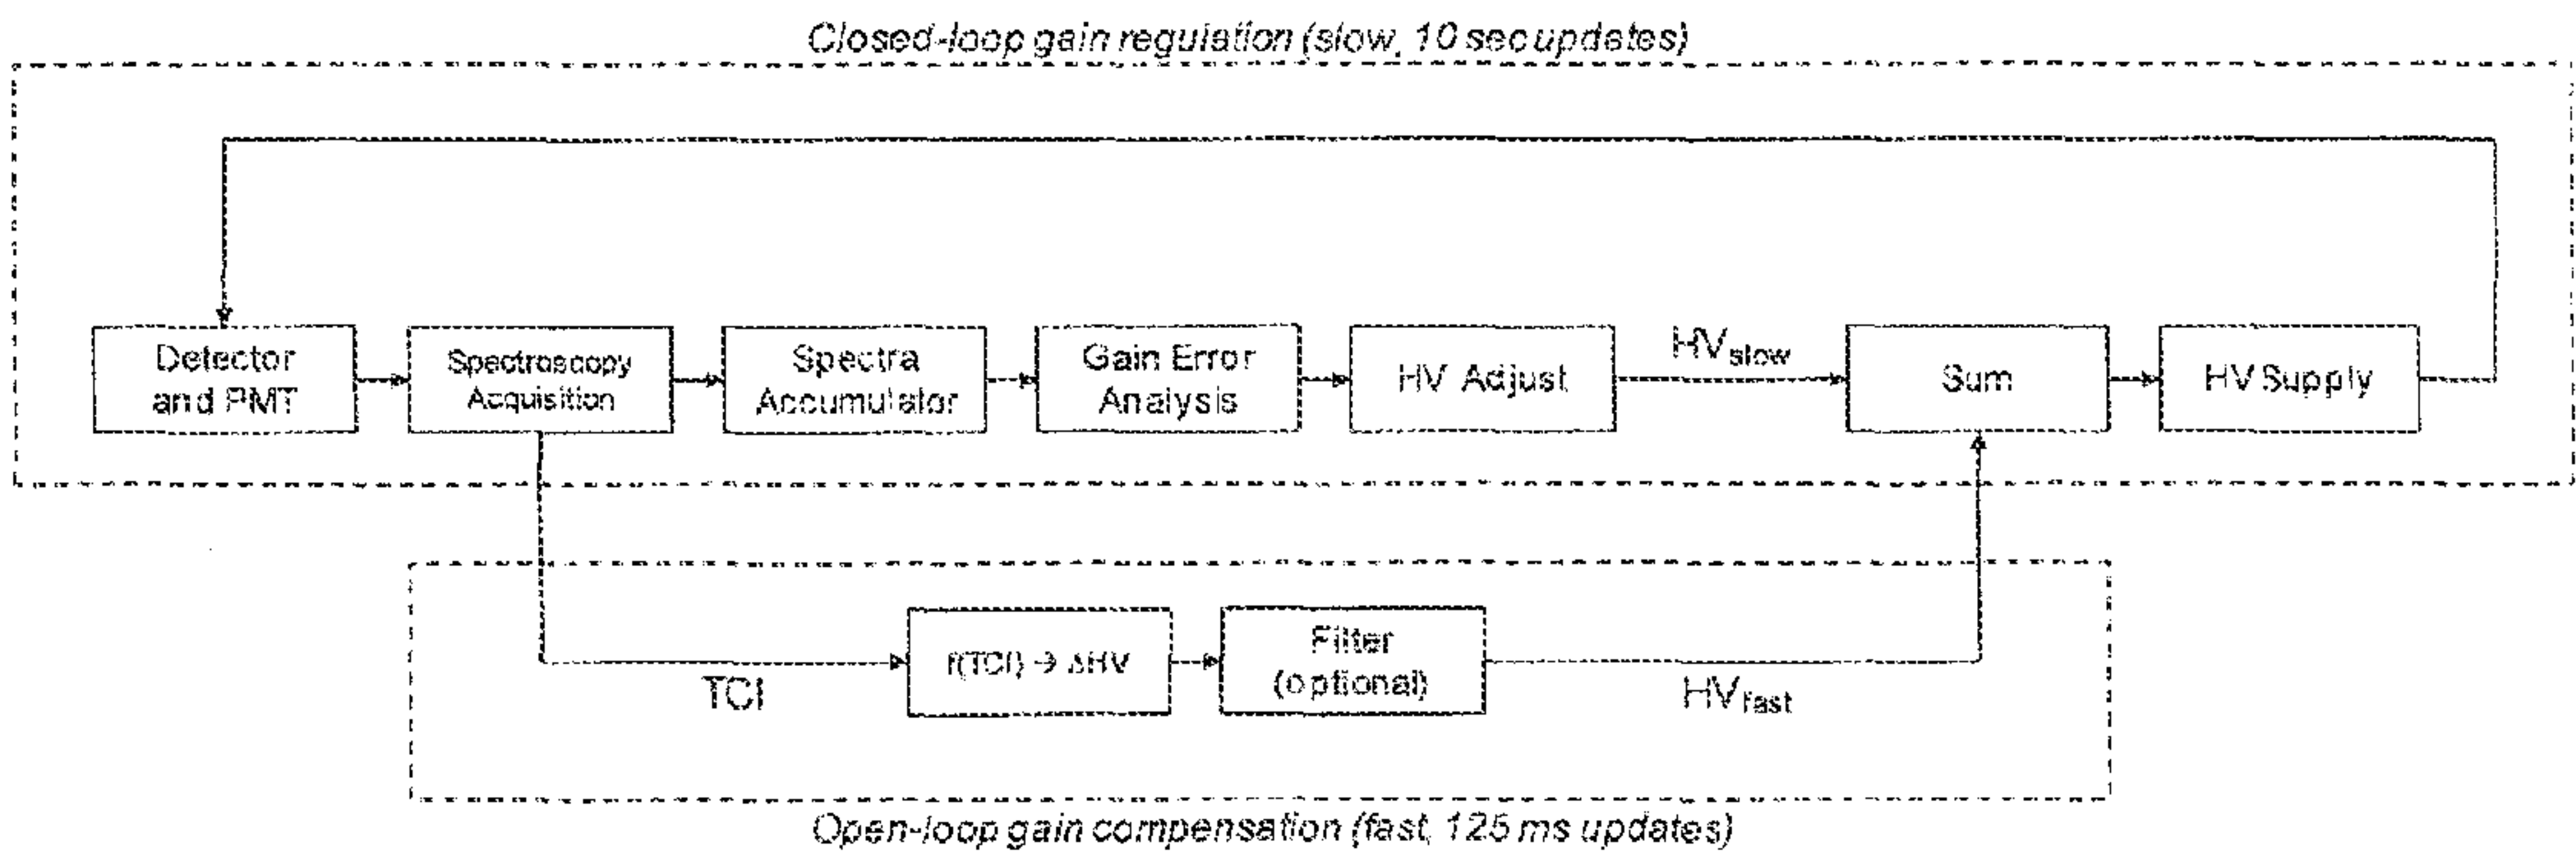 Closed-loop gain regulation (slow, 10 sec updates)
Detector
and PMT
Spectroscopy
Acquisition
Spectra
Accumulator
Gain Error
Analysis
HV Adjust
HVslow
Sum
HV Supply
TCI
f(TCI) → ΔHV
Filter
(optional)
HVfast
Open-loop gain compensation (fast, 125 ms updates)